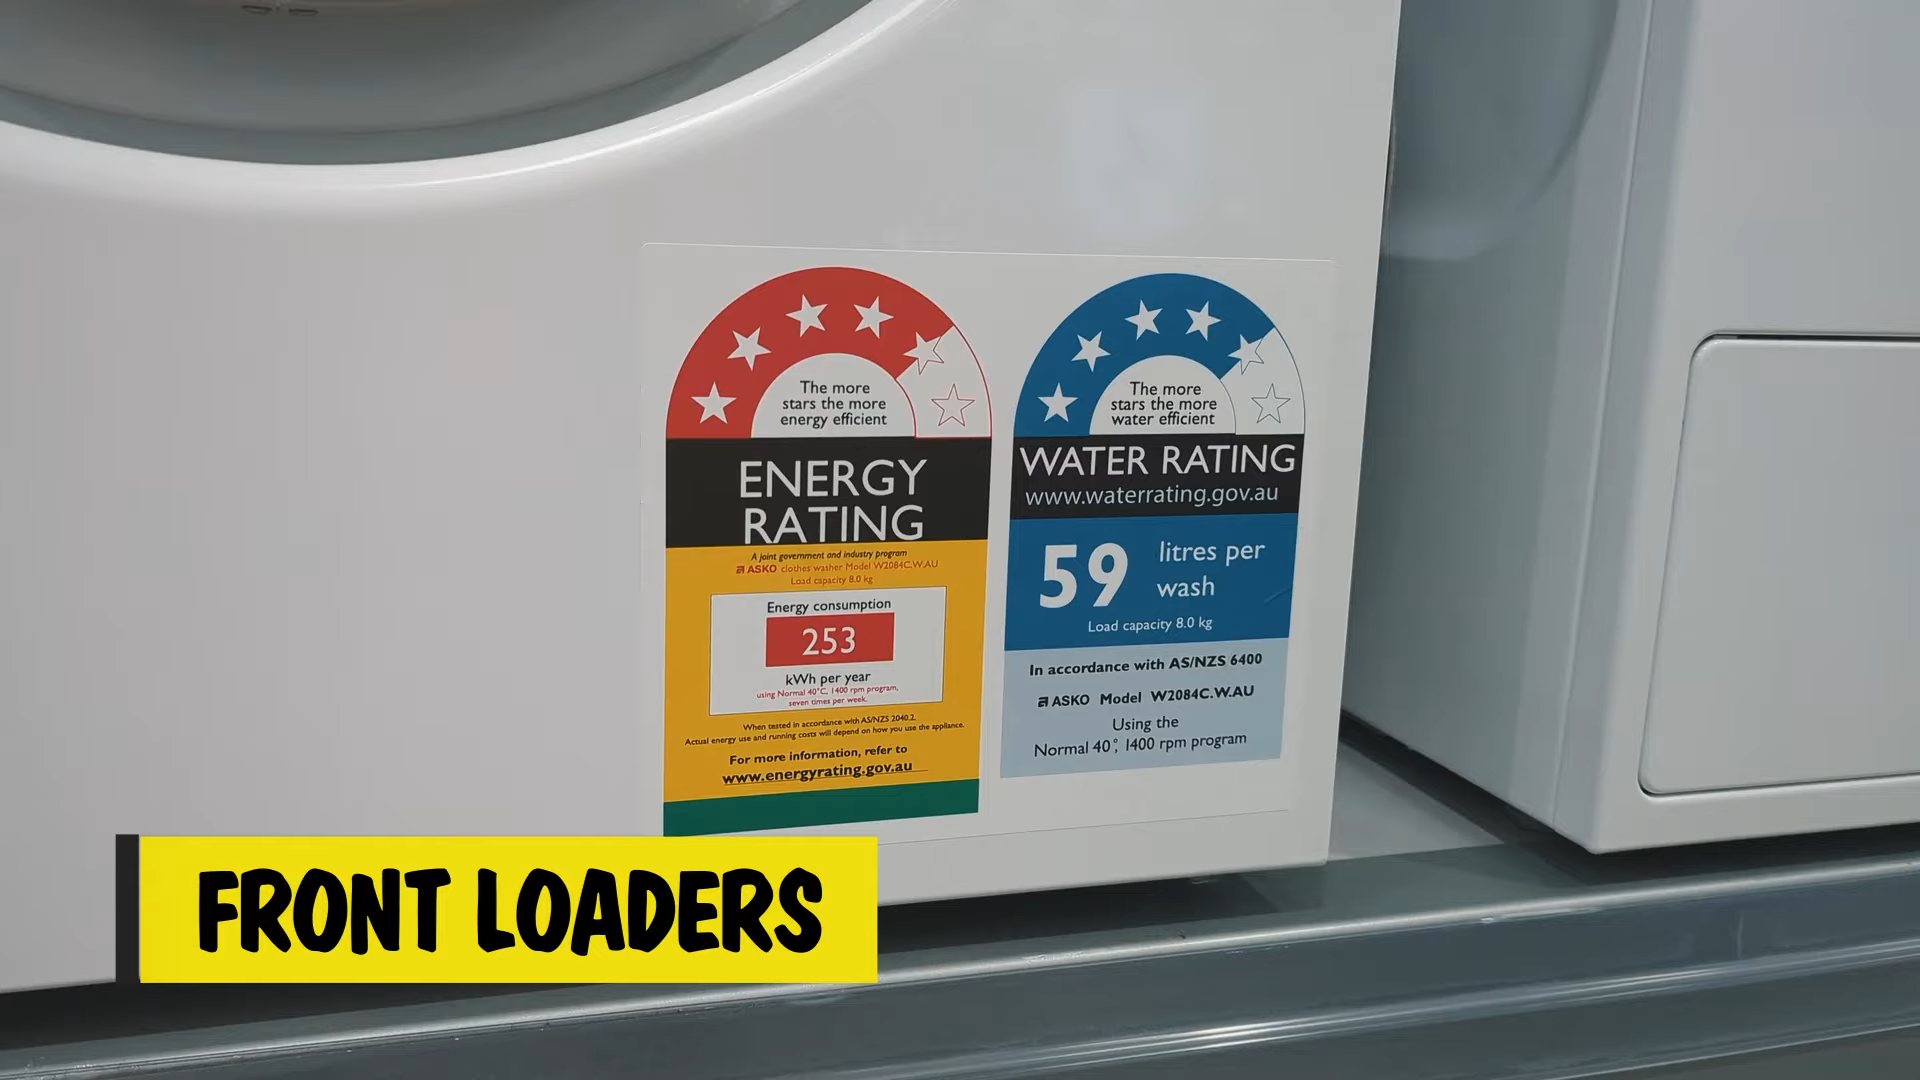 The more
stars the more
energy efficient
ENERGY
RATING
A joint government and industry program
ASKO clothes washer Model W2084C.W.AU
Load capacity 8.0 kg
Energy consumption
253
kWh per year
using Normal 40°C, 1400 rpm program,
seven times per week.
When tested in accordance with AS/NZS 2040.2.
Actual energy use and running costs will depend on how you use the appliance.
For more information, refer to
www.energyrating.gov.au
The more
stars the more
water efficient
WATER RATING
www.waterrating.gov.au
59 litres per
wash
Load capacity 8.0 kg
In accordance with AS/NZS 6400
ASKO Model W2084C.W.AU
Using the
Normal 40°, 1400 rpm program
FRONT LOADERS